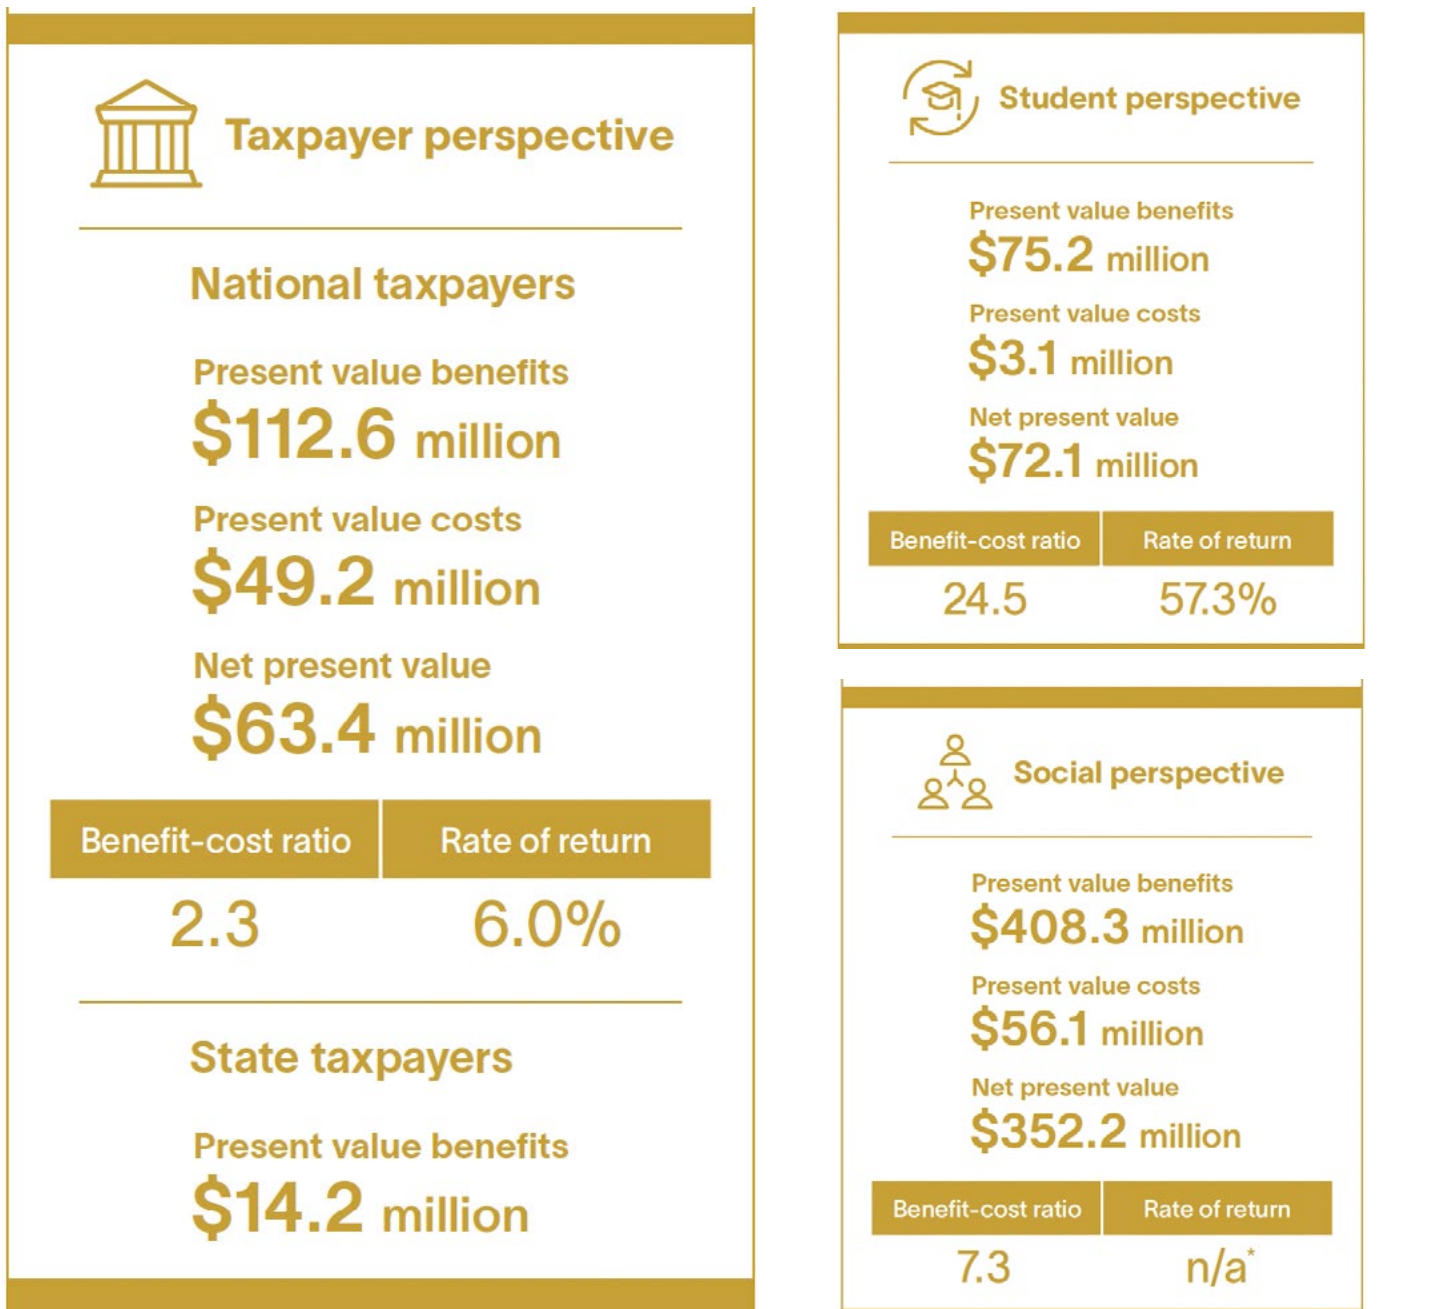 Taxpayer perspective
National taxpayers
Present value benefits
$112.6 million
Present value costs
$49.2 million
Net present value
$63.4 million
Benefit-cost ratio Rate of return
2.3 6.0%
State taxpayers
Present value benefits
$14.2 million
Student perspective
Present value benefits
$75.2 million
Present value costs
$3.1 million
Net present value
$72.1 million
Benefit-cost ratio Rate of return
24.5 57.3%
Social perspective
Present value benefits
$408.3 million
Present value costs
$56.1 million
Net present value
$352.2 million
Benefit-cost ratio Rate of return
7.3 n/a*